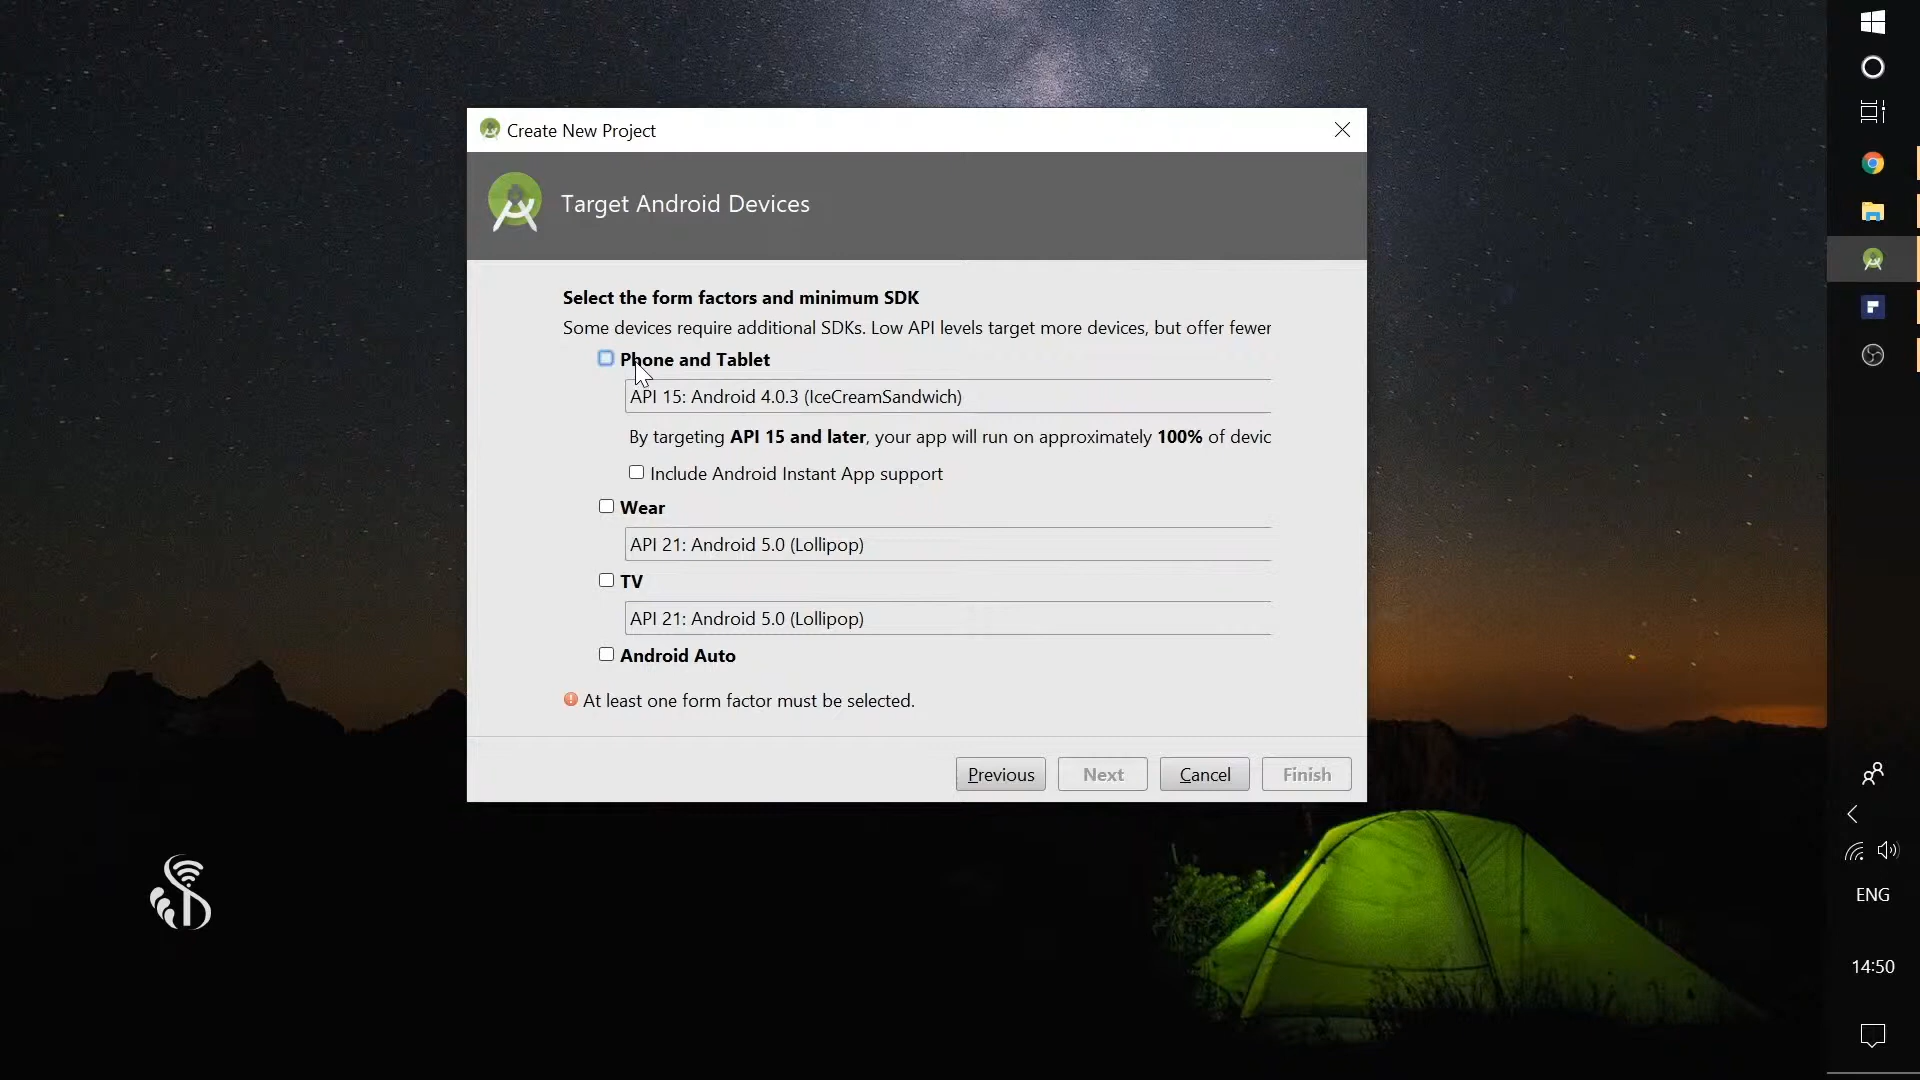 Create New Project
Target Android Devices
Select the form factors and minimum SDK
Some devices require additional SDKs. Low API levels target more devices, but offer fewer
Phone and Tablet
API 15: Android 4.0.3 (IceCreamSandwich)
By targeting API 15 and later, your app will run on approximately 100% of devic
Include Android Instant App support
Wear
API 21: Android 5.0 (Lollipop)
TV
API 21: Android 5.0 (Lollipop)
Android Auto
At least one form factor must be selected.
Previous Next Cancel Finish
ENG
14:50